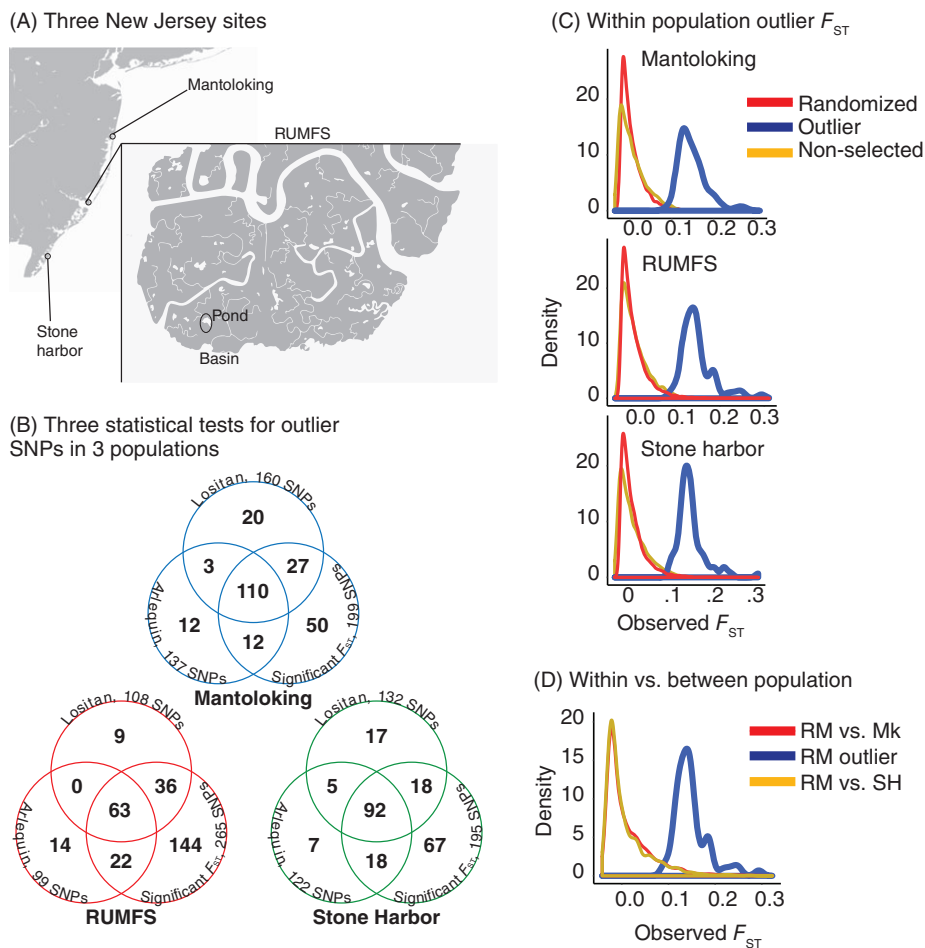 (A) Three New Jersey sites
Mantoloking
RUMFS
Stone
harbor
Pond
Basin
(B) Three statistical tests for outlier
SNPs in 3 populations
Lositan, 160 SNPs
20
3
27
110
12
12
50
Arlequin, 137 SNPs
Significant FST, 199 SNPs
Mantoloking
Lositan, 108 SNPs
9
0
36
63
14
22
144
Arlequin, 99 SNPs
Significant FST, 265 SNPs
RUMFS
Lositan, 132 SNPs
17
5
18
92
7
18
67
Arlequin, 122 SNPs
Significant FST, 195 SNPs
Stone Harbor
(C) Within population outlier FST
Mantoloking
Randomized
Outlier
Non-selected
20
10
0
0.0 0.1 0.2 0.3
RUMFS
20
10
0
0.0 0.1 0.2 0.3
Density
Stone harbor
20
10
0
0 .1 .2 .3
Observed FST
(D) Within vs. between population
RM vs. Mk
RM outlier
RM vs. SH
20
15
10
5
0
Density
0.0 0.1 0.2 0.3
Observed FST